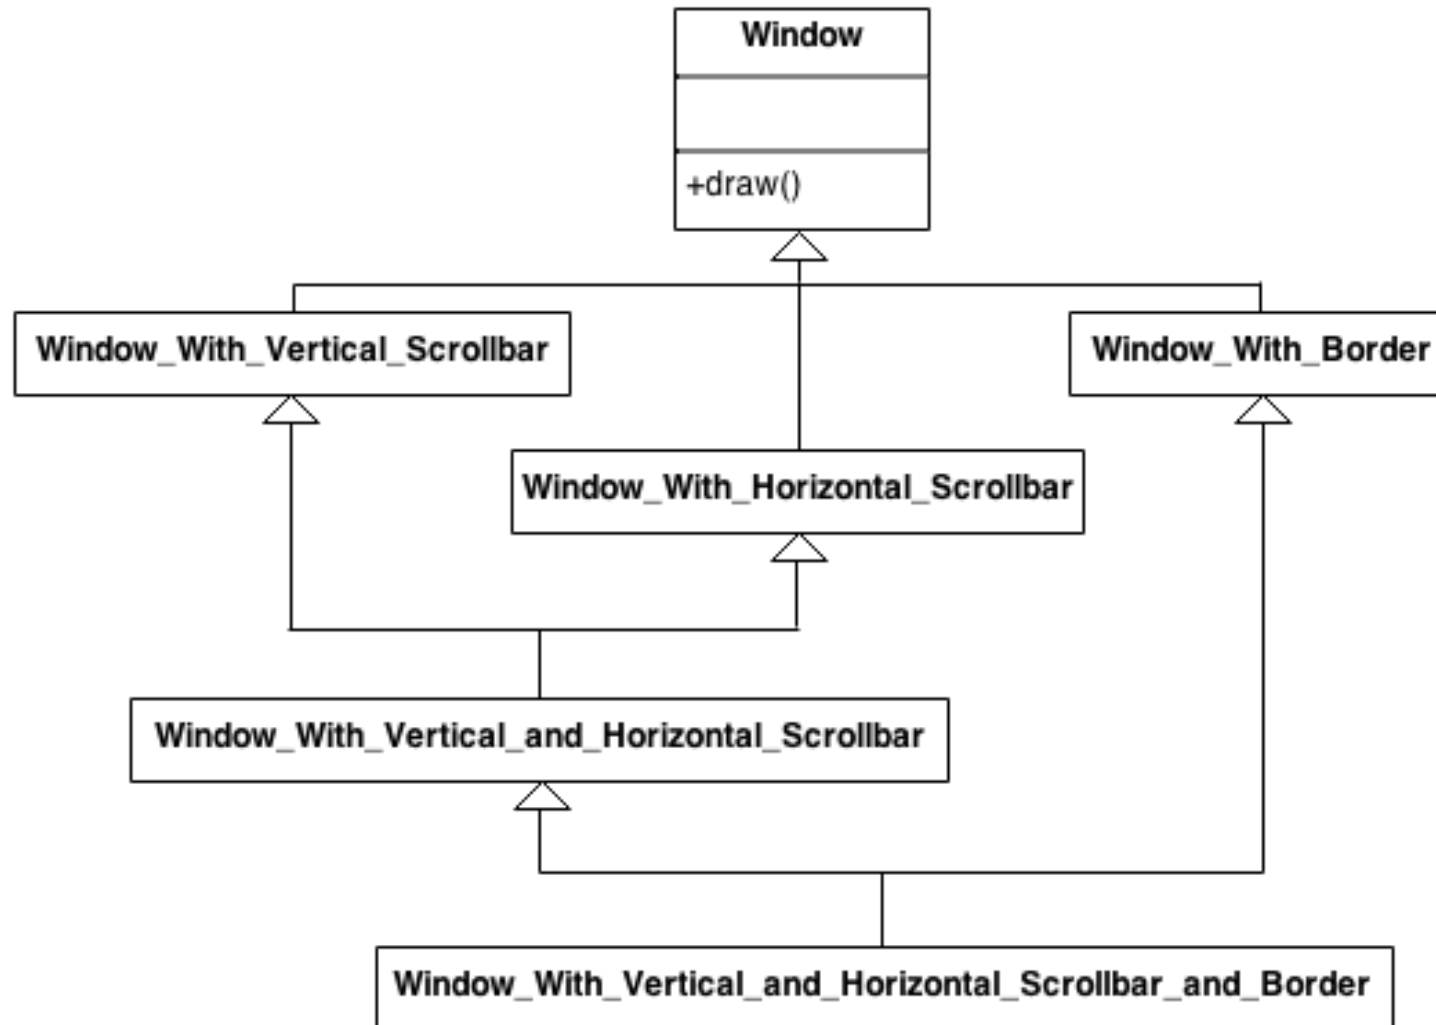 Window
+draw()
Window_With_Vertical_Scrollbar
Window_With_Border
Window_With_Horizontal_Scrollbar
Window_With_Vertical_and_Horizontal_Scrollbar
Window_With_Vertical_and_Horizontal_Scrollbar_and_Border